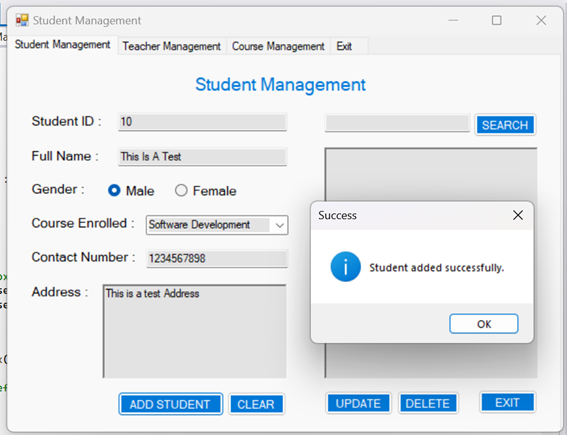 Student Management
Student Management Teacher Management Course Management Exit
Student Management
Student ID : 10 SEARCH
Full Name : This Is A Test
Gender : Male Female
Course Enrolled : Software Development
Contact Number : 1234567898
Address : This is a test Address
Success
Student added successfully.
OK
ADD STUDENT CLEAR UPDATE DELETE EXIT